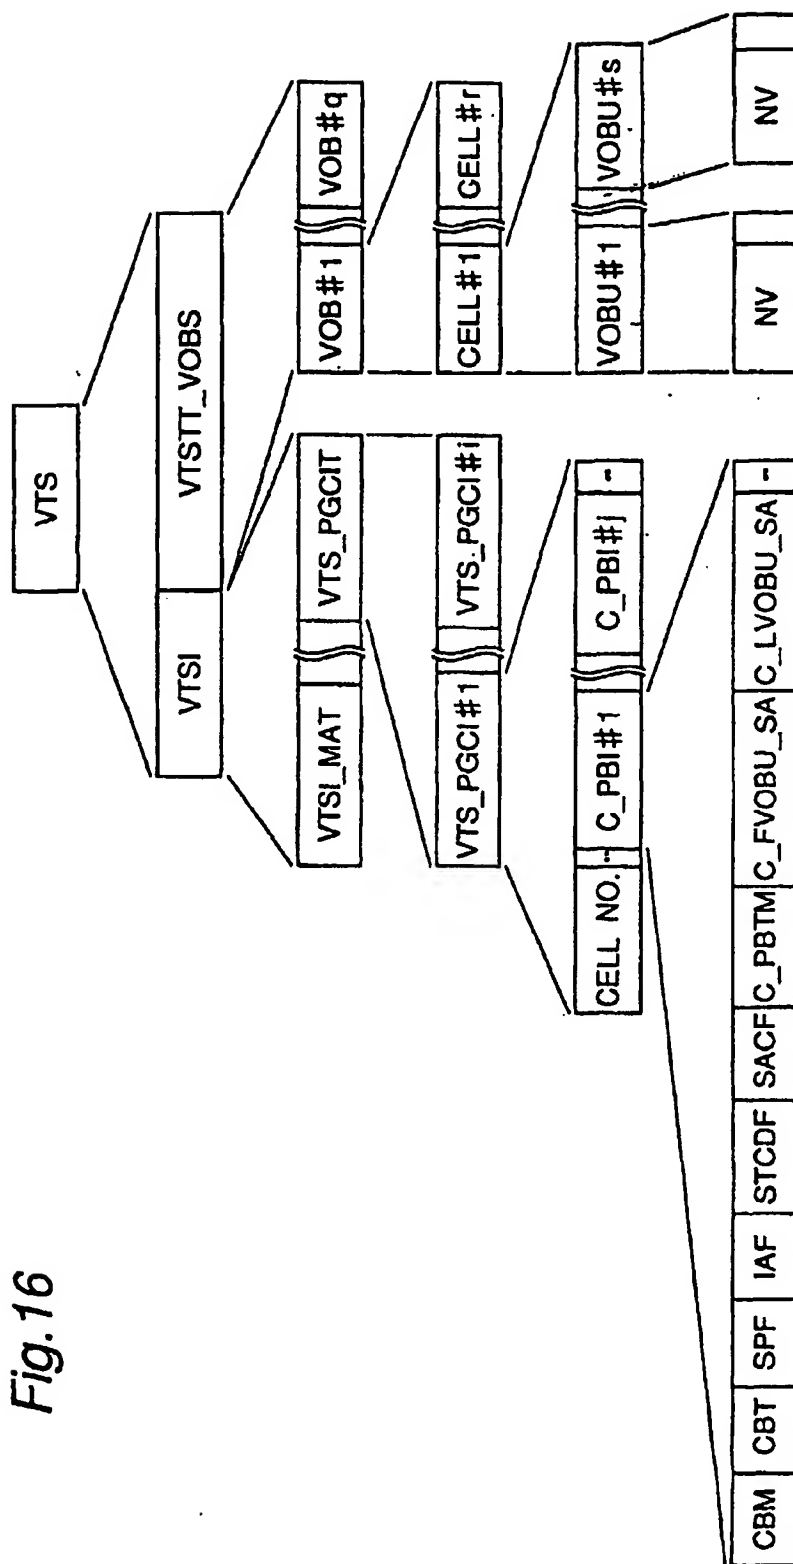 Fig.16
VTS
VTSI VTSTT_VOBS
VTSI_MAT VTS_PGCIT VOB#1 VOB#q
VTS_PGCI#1 VTS_PGCI#i CELL#1 CELL#r
CELL NO. -- C_PBI#1 C_PBI#j -- VOBU#1 VOBU#s
CBM CBT SPF IAF STCDF SACF C_PBTM C_FVOBU_SA C_LVOBU_SA -- NV NV